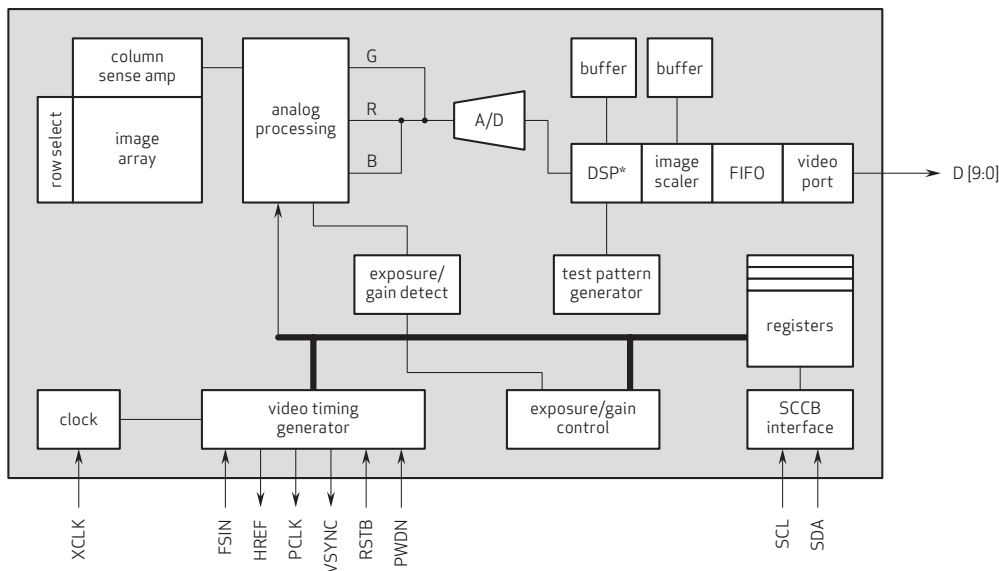 column
sense amp
row select
image
array
analog
processing
G
R
B
A/D
buffer
buffer
DSP*
image
scaler
FIFO
video
port
D [9:0]
exposure/
gain detect
test pattern
generator
registers
clock
video timing
generator
exposure/gain
control
SCCB
interface
XCLK
FSIN
HREF
PCLK
VSYNC
RSTB
PWDN
SCL
SDA